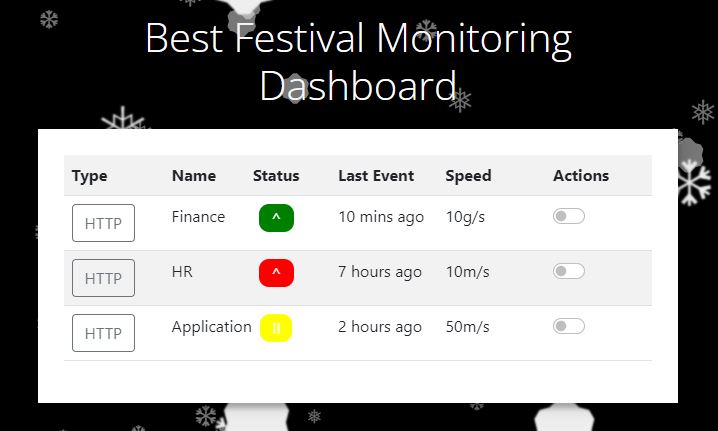 Best Festival Monitoring
Dashboard
Type Name Status Last Event Speed Actions
HTTP Finance ^ 10 mins ago 10g/s
HTTP HR ^ 7 hours ago 10m/s
HTTP Application || 2 hours ago 50m/s